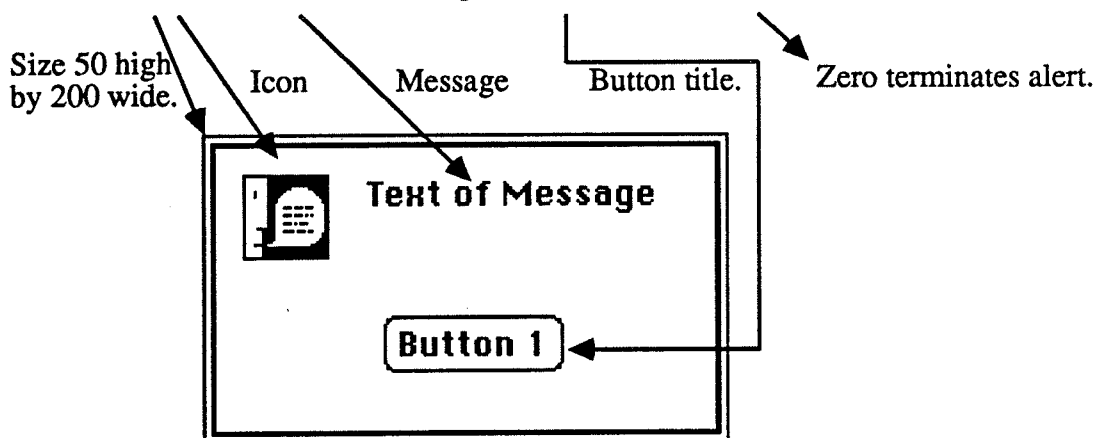 Size 50 high
by 200 wide.
Icon
Message
Button title.
Zero terminates alert.
Text of Message
Button 1